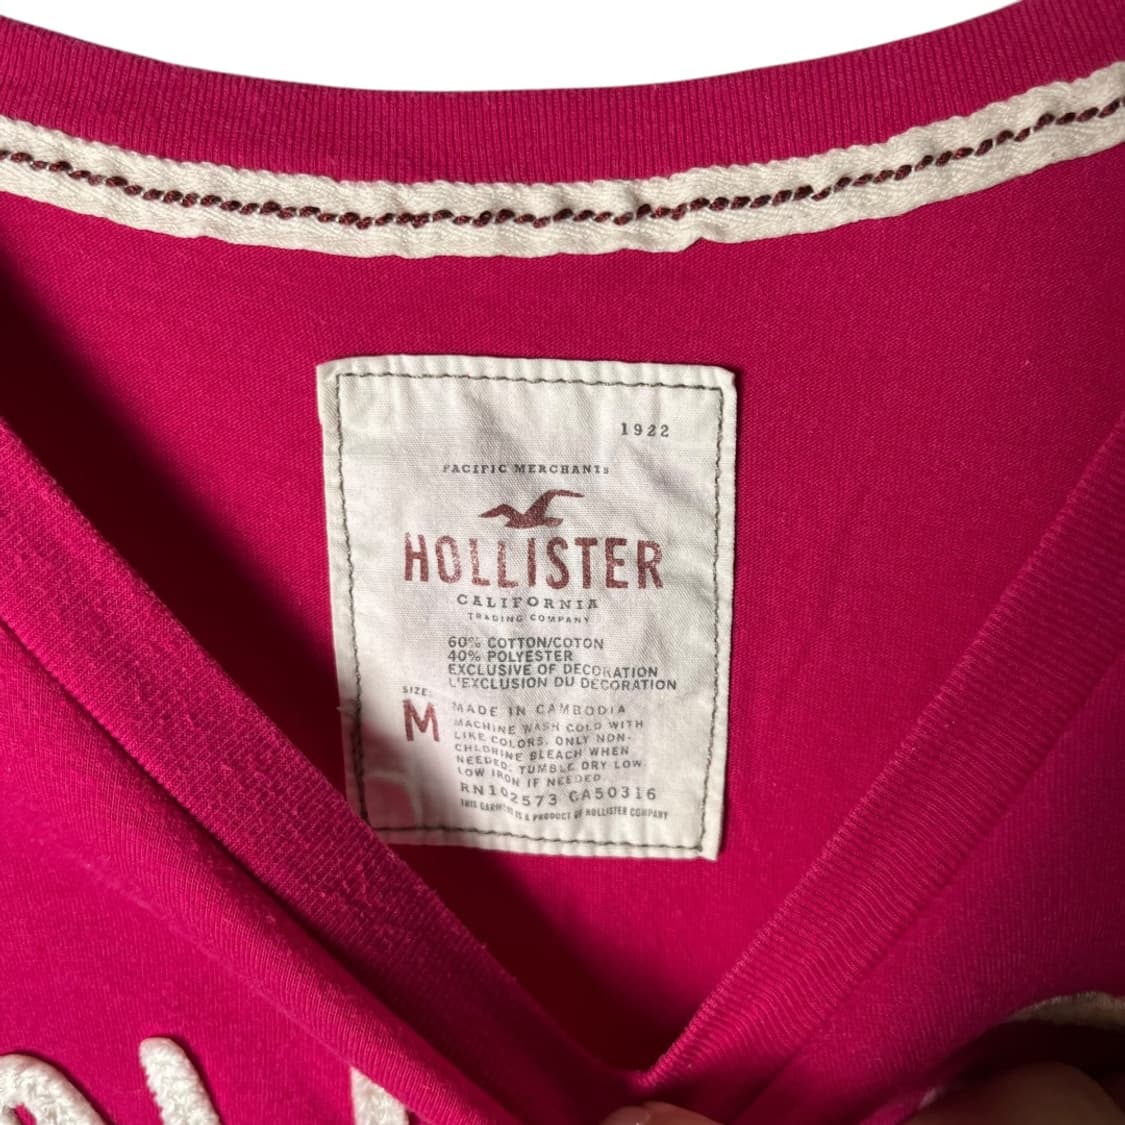 1922
PACIFIC MERCHANTS
HOLLISTER
CALIFORNIA
TRADING COMPANY
60% COTTON/COTON
40% POLYESTER
EXCLUSIVE OF DECORATION
L'EXCLUSION DU DECORATION
SIZE:
M
MADE IN CAMBODIA
MACHINE WASH COLD WITH
LIKE COLORS. ONLY NON-
CHLORINE BLEACH WHEN
NEEDED. TUMBLE DRY LOW.
LOW IRON IF NEEDED.
RN102573 CA50316
THIS GARMENT IS A PRODUCT OF HOLLISTER COMPANY